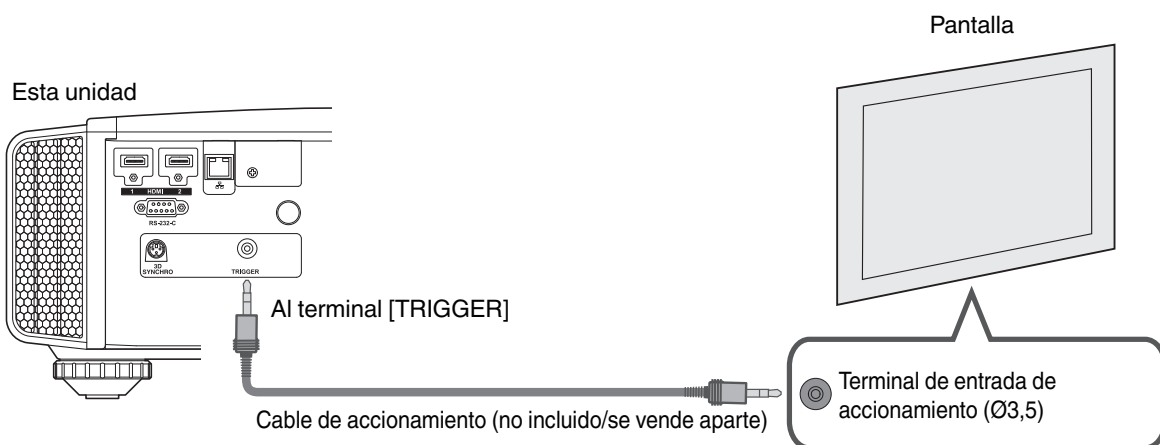 Pantalla
Esta unidad
1 HDMI 2
RS-232-C
3D
SYNCHRO
TRIGGER
Al terminal [TRIGGER]
Terminal de entrada de
accionamiento (Ø3,5)
Cable de accionamiento (no incluido/se vende aparte)